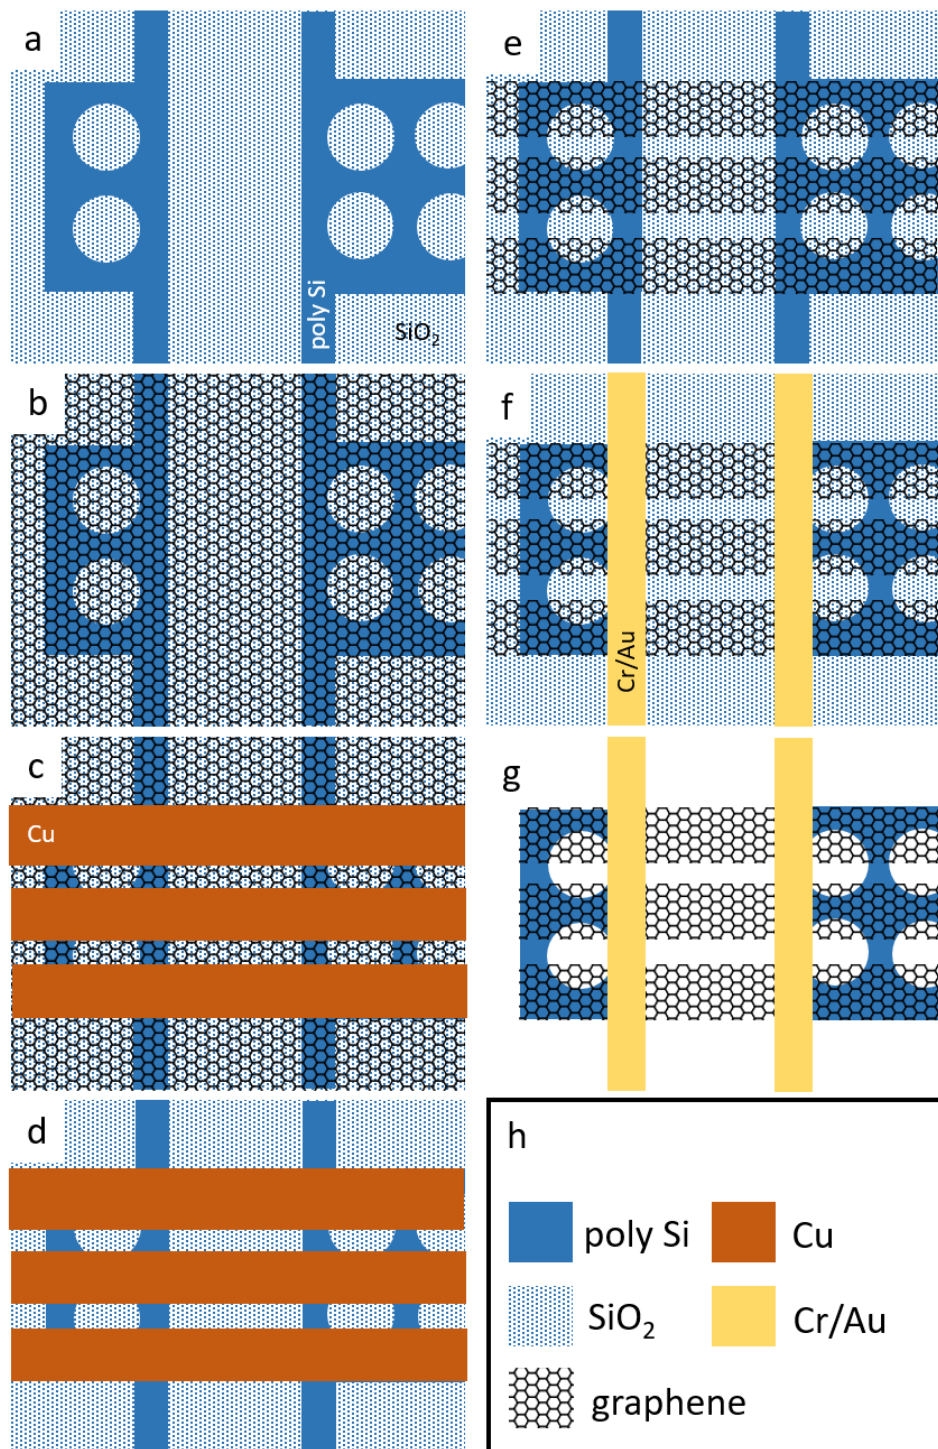 a
poly Si
SiO₂
b
c
Cu
d
e
f
Cr/Au
g
h
poly Si
Cu
SiO₂
Cr/Au
graphene